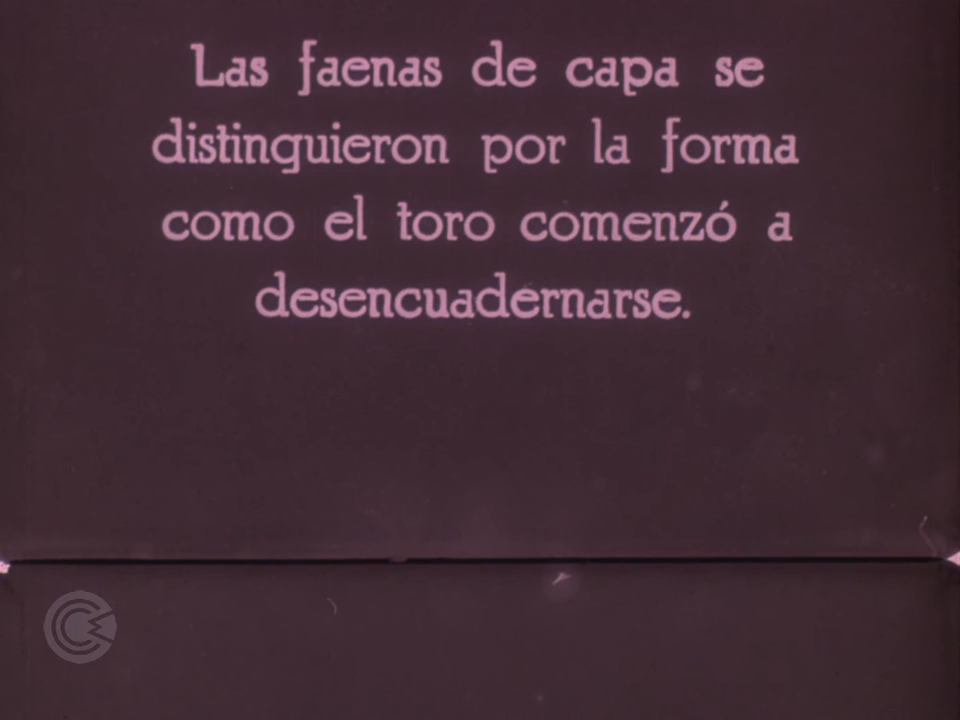 Las faenas de capa se
distinguieron por la forma
como el toro comenzó a
desencuadernarse.